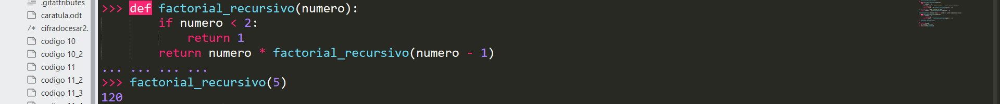 .gitattributes
caratula.odt
/* cifradocesar2.
codigo 10
codigo 10_2
codigo 11
codigo 11_2
codigo 11_3
>>> def factorial_recursivo(numero):
if numero < 2:
return 1
return numero * factorial_recursivo(numero - 1)
... ... ... ...
>>> factorial_recursivo(5)
120